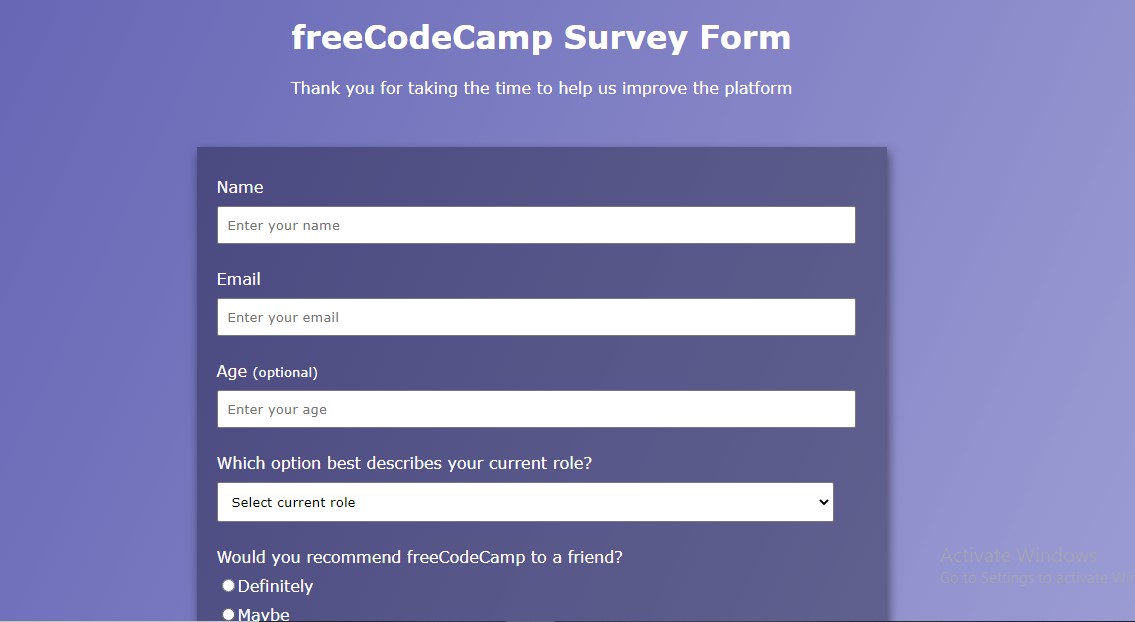 freeCodeCamp Survey Form
Thank you for taking the time to help us improve the platform
Name
Enter your name
Email
Enter your email
Age (optional)
Enter your age
Which option best describes your current role?
Select current role
Would you recommend freeCodeCamp to a friend?
Definitely
Maybe
Activate Windows
Go to Settings to activate